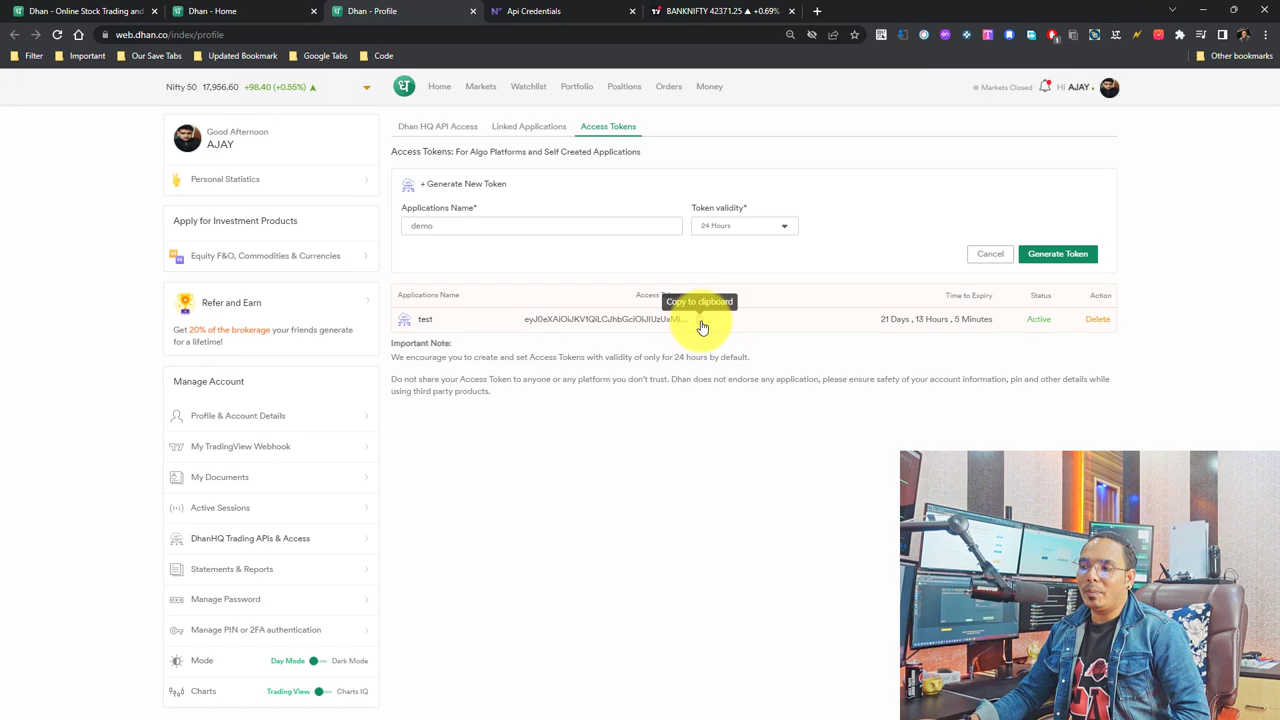 Dhan - Online Stock Trading &
Dhan - Watchlist
Dhan - Profile
Api Credentials
BANKNIFTY 42371.25 ▲ +0.69%
web.dhan.co/index/profile
Filter
Important
Google Tabs
Code
Other bookmarks
Nifty 50 17,956.60 +98.40 (+0.55%) ▲
Home
Markets
Watchlist
Portfolio
Positions
Orders
Money
Markets Closed
Hi AJAY
Good Afternoon
AJAY
Personal Statistics
Apply for Investment Products
Equity F&O, Commodities & Currencies
Refer and Earn
Get 20% of the brokerage your friends generate
for a lifetime!
Manage Account
Profile & Account Details
My TradingView Webhook
My Documents
Active Sessions
DhanHQ Trading APIs & Access
Statements & Reports
Manage Password
Manage PIN or 2FA authentication
Mode
Day Mode
Dark Mode
Charts
Trading View
Charts IQ
Dhan HQ API Access
Linked Applications
Access Tokens
Access Tokens: For Algo Platforms and Self Created Applications
+ Generate New Token
Applications Name*
Token validity*
demo
24 Hours
Cancel
Generate Token
Copy to clipboard
Applications Name
Time to Expiry
Status
Action
test
21 Days , 13 Hours , 5 Minutes
Active
Delete
Important Note:
We encourage you to create and set Access Tokens with validity of only for 24 hours by default.
Do not share your Access Token to anyone or any platform you don't trust. Dhan does not endorse any application, please ensure safety of your account information, pin and other details while
using third party products.